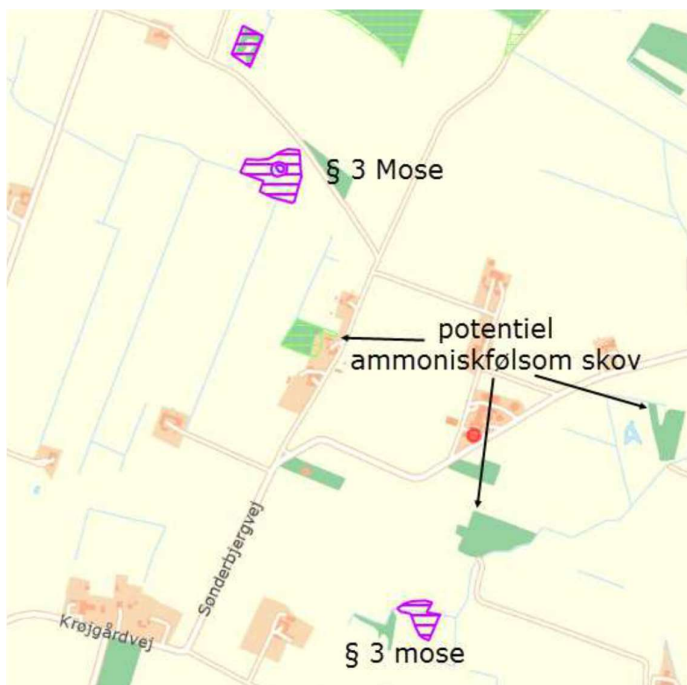 § 3 Mose
potentiel
ammoniskfølsom skov
Sønderbjergvej
Krøjgårdvej
§ 3 mose